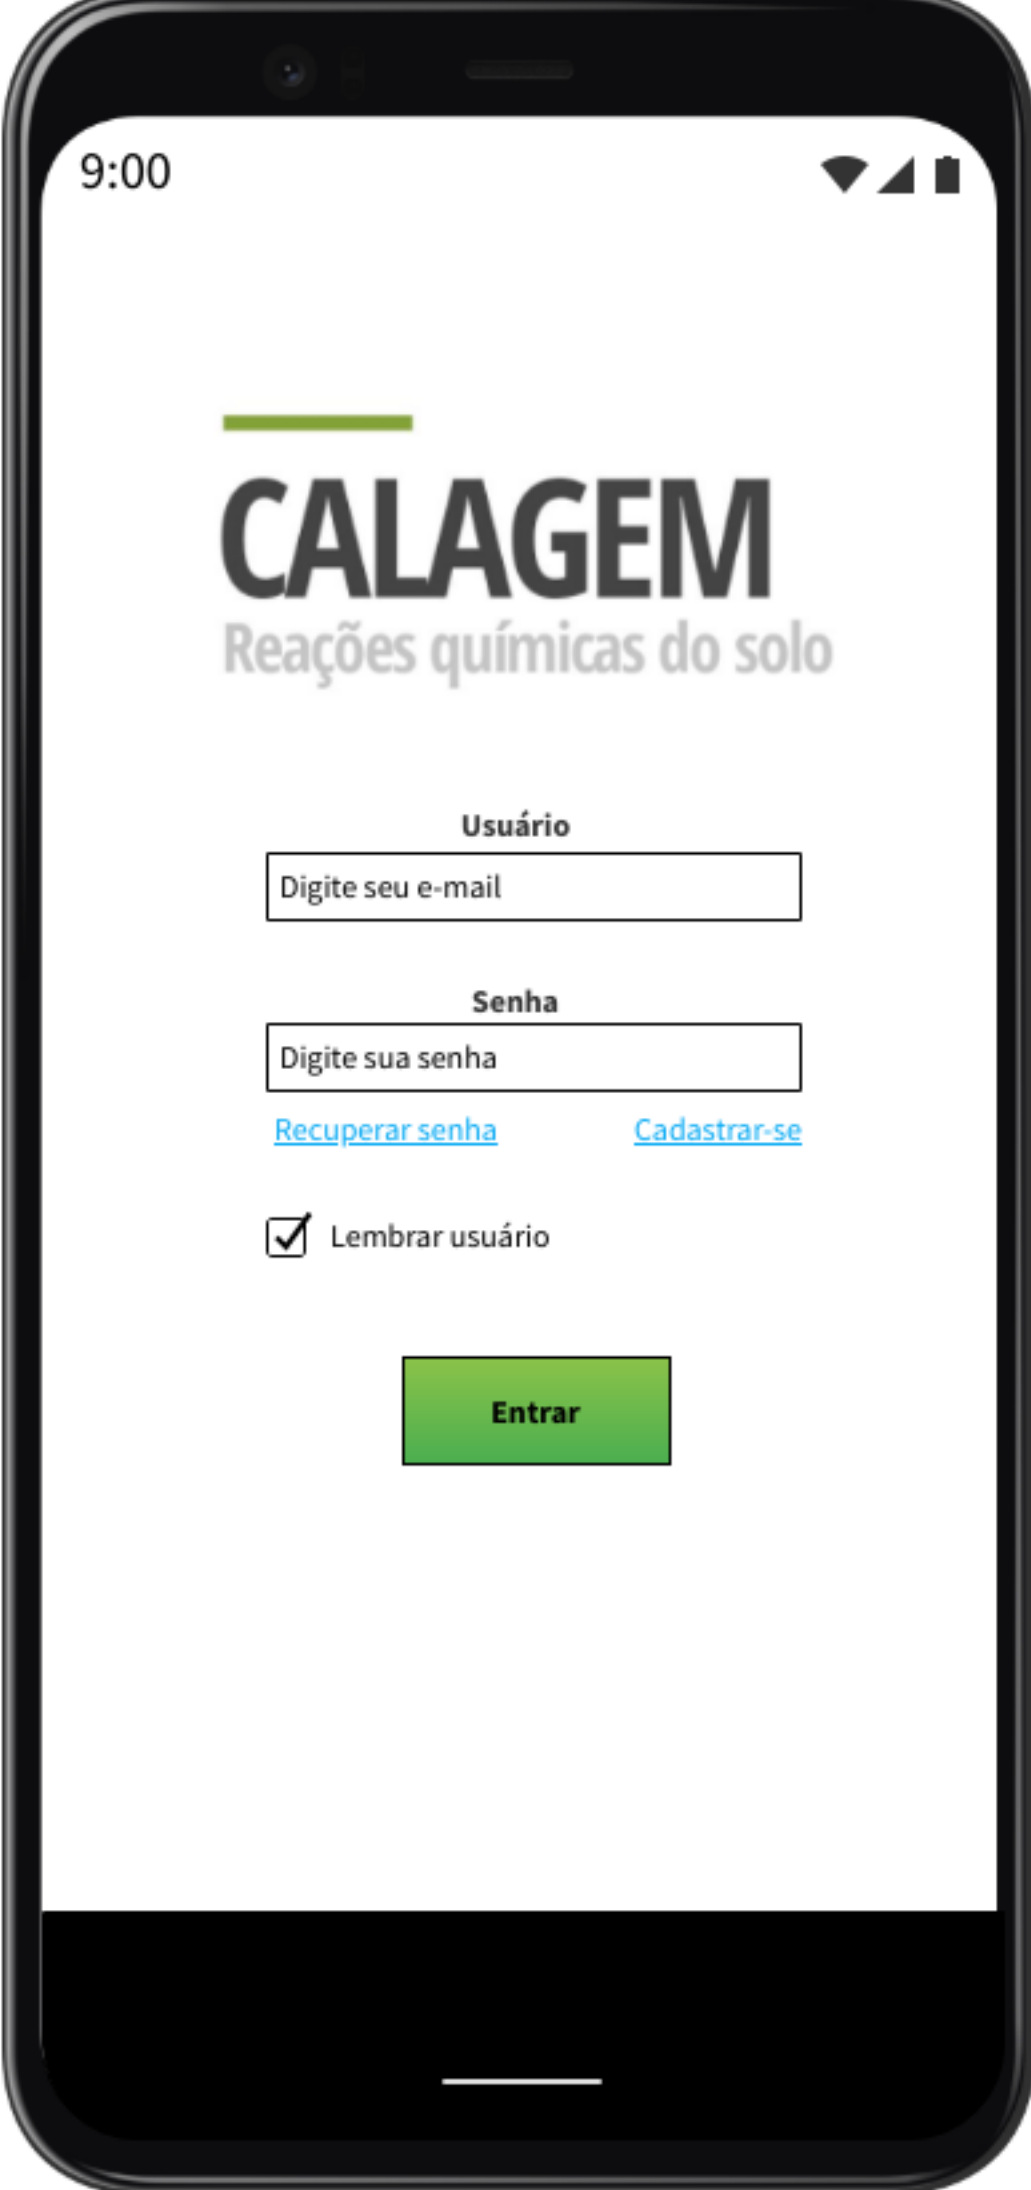 9:00
CALAGEM
Reações químicas do solo
Usuário
Digite seu e-mail
Senha
Digite sua senha
Recuperar senha Cadastrar-se
Lembrar usuário
Entrar